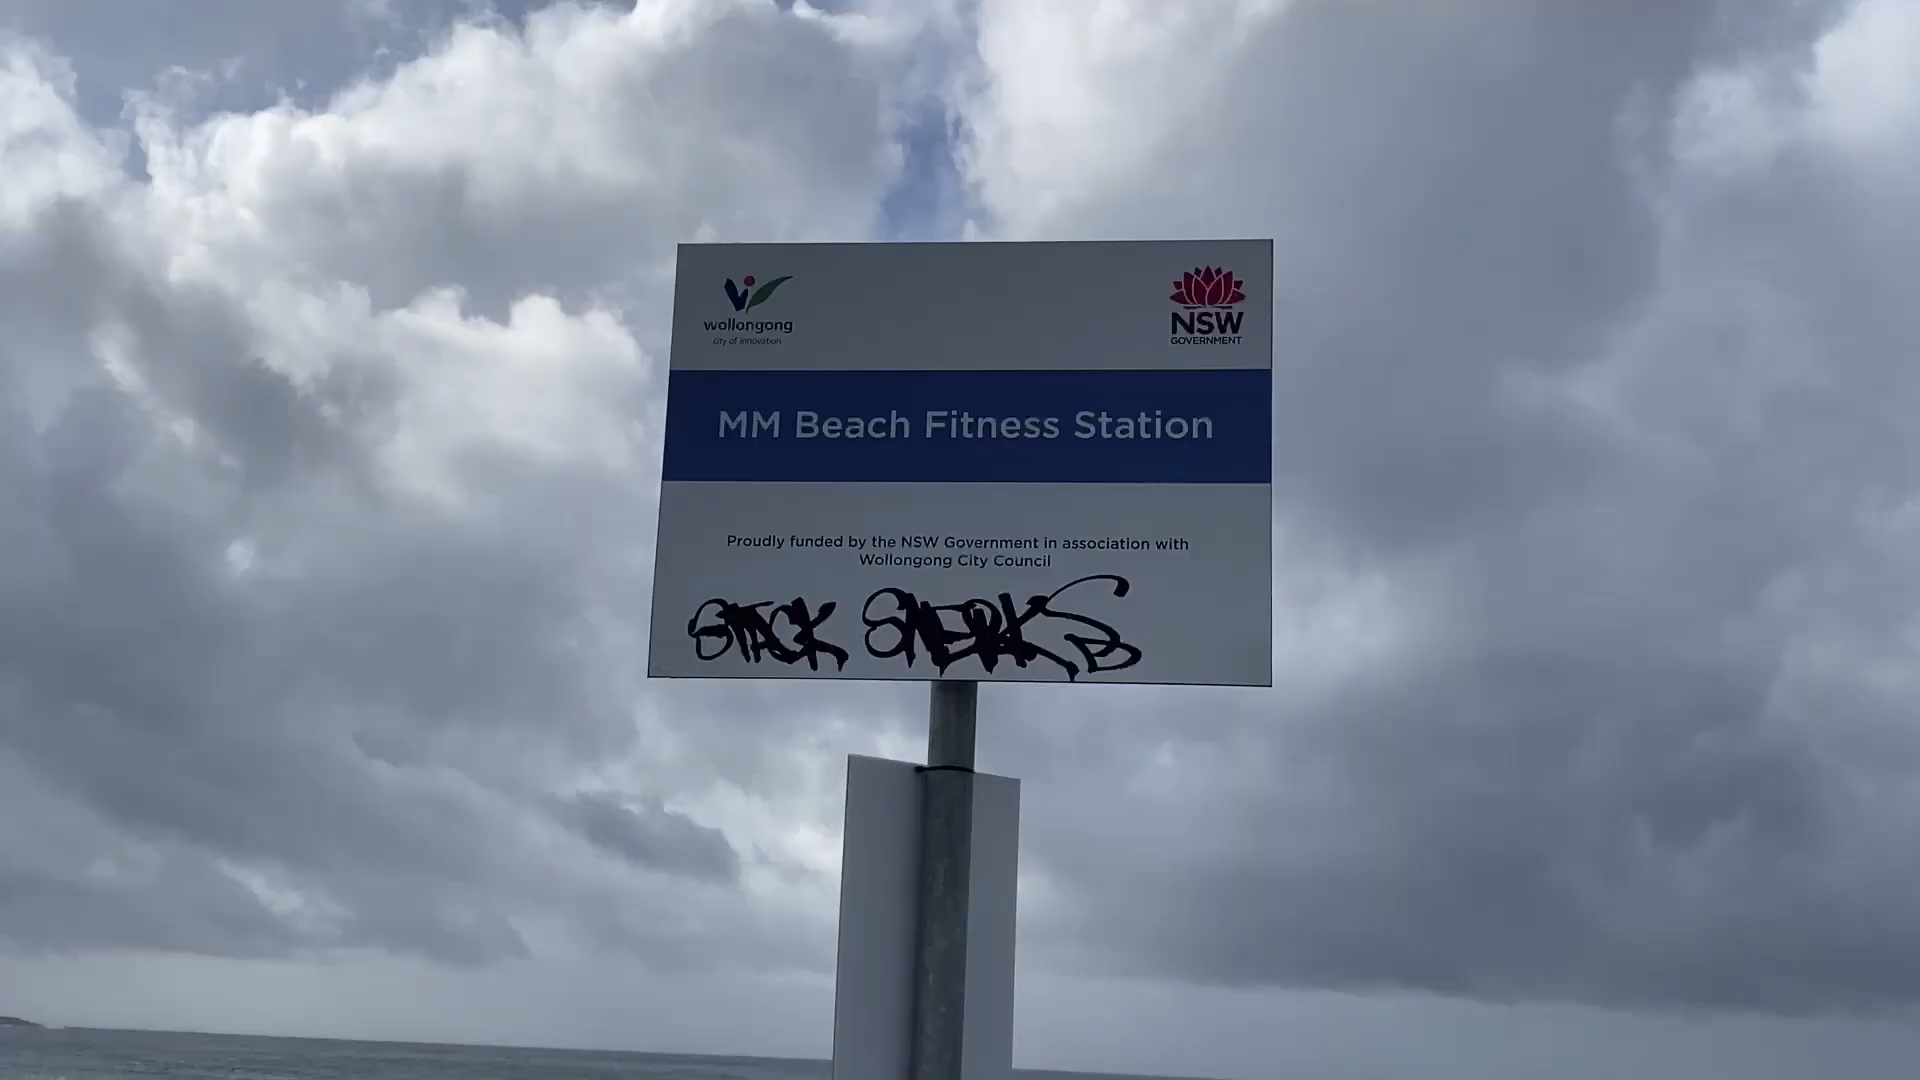 wollongong
city of innovation
NSW
GOVERNMENT
MM Beach Fitness Station
Proudly funded by the NSW Government in association with
Wollongong City Council
STACK